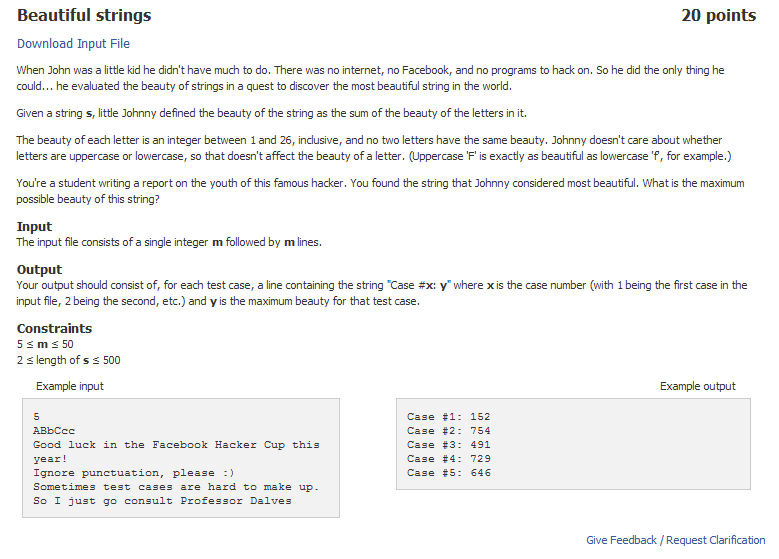 Beautiful strings
20 points
Download Input File
When John was a little kid he didn't have much to do. There was no internet, no Facebook, and no programs to hack on. So he did the only thing he
could... he evaluated the beauty of strings in a quest to discover the most beautiful string in the world.
Given a string s, little Johnny defined the beauty of the string as the sum of the beauty of the letters in it.
The beauty of each letter is an integer between 1 and 26, inclusive, and no two letters have the same beauty. Johnny doesn't care about whether
letters are uppercase or lowercase, so that doesn't affect the beauty of a letter. (Uppercase 'F' is exactly as beautiful as lowercase 'f', for example.)
You're a student writing a report on the youth of this famous hacker. You found the string that Johnny considered most beautiful. What is the maximum
possible beauty of this string?
Input
The input file consists of a single integer m followed by m lines.
Output
Your output should consist of, for each test case, a line containing the string "Case #x: y" where x is the case number (with 1 being the first case in the
input file, 2 being the second, etc.) and y is the maximum beauty for that test case.
Constraints
5 ≤ m ≤ 50
2 ≤ length of s ≤ 500
Example input
5
ABbCcc
Good luck in the Facebook Hacker Cup this
year!
Ignore punctuation, please :)
Sometimes test cases are hard to make up.
So I just go consult Professor Dalves
Example output
Case #1: 152
Case #2: 754
Case #3: 491
Case #4: 729
Case #5: 646
Give Feedback / Request Clarification